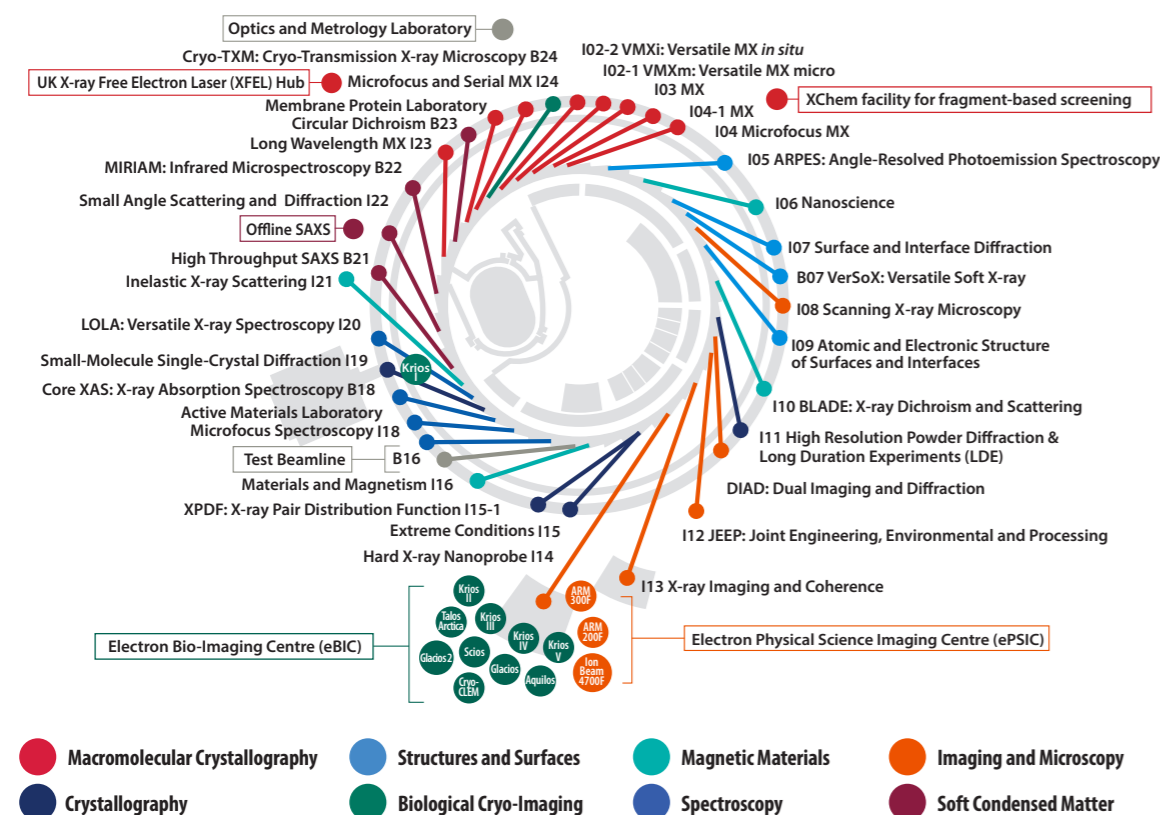 Optics and Metrology Laboratory
Cryo-TXM: Cryo-Transmission X-ray Microscopy B24
UK X-ray Free Electron Laser (XFEL) Hub
Microfocus and Serial MX I24
Membrane Protein Laboratory
Circular Dichroism B23
Long Wavelength MX I23
MIRIAM: Infrared Microspectroscopy B22
Small Angle Scattering and Diffraction I22
Offline SAXS
High Throughput SAXS B21
Inelastic X-ray Scattering I21
LOLA: Versatile X-ray Spectroscopy I20
Small-Molecule Single-Crystal Diffraction I19
Krios
I
Core XAS: X-ray Absorption Spectroscopy B18
Active Materials Laboratory
Microfocus Spectroscopy I18
Test Beamline
B16
Materials and Magnetism I16
XPDF: X-ray Pair Distribution Function I15-1
Extreme Conditions I15
Hard X-ray Nanoprobe I14
I02-2 VMXi: Versatile MX in situ
I02-1 VMXm: Versatile MX micro
I03 MX
XChem facility for fragment-based screening
I04-1 MX
I04 Microfocus MX
I05 ARPES: Angle-Resolved Photoemission Spectroscopy
I06 Nanoscience
I07 Surface and Interface Diffraction
B07 VerSoX: Versatile Soft X-ray
I08 Scanning X-ray Microscopy
I09 Atomic and Electronic Structure
of Surfaces and Interfaces
I10 BLADE: X-ray Dichroism and Scattering
I11 High Resolution Powder Diffraction &
Long Duration Experiments (LDE)
DIAD: Dual Imaging and Diffraction
I12 JEEP: Joint Engineering, Environmental and Processing
I13 X-ray Imaging and Coherence
Electron Bio-Imaging Centre (eBIC)
Krios
II
Talos
Arctica
Krios
III
Krios
IV
Krios
V
Glacios 2
Scios
Glacios
Aquilos
Cryo-
CLEM
ARM
300F
ARM
200F
Ion
Beam
4700F
Electron Physical Science Imaging Centre (ePSIC)
Macromolecular Crystallography
Structures and Surfaces
Magnetic Materials
Imaging and Microscopy
Crystallography
Biological Cryo-Imaging
Spectroscopy
Soft Condensed Matter